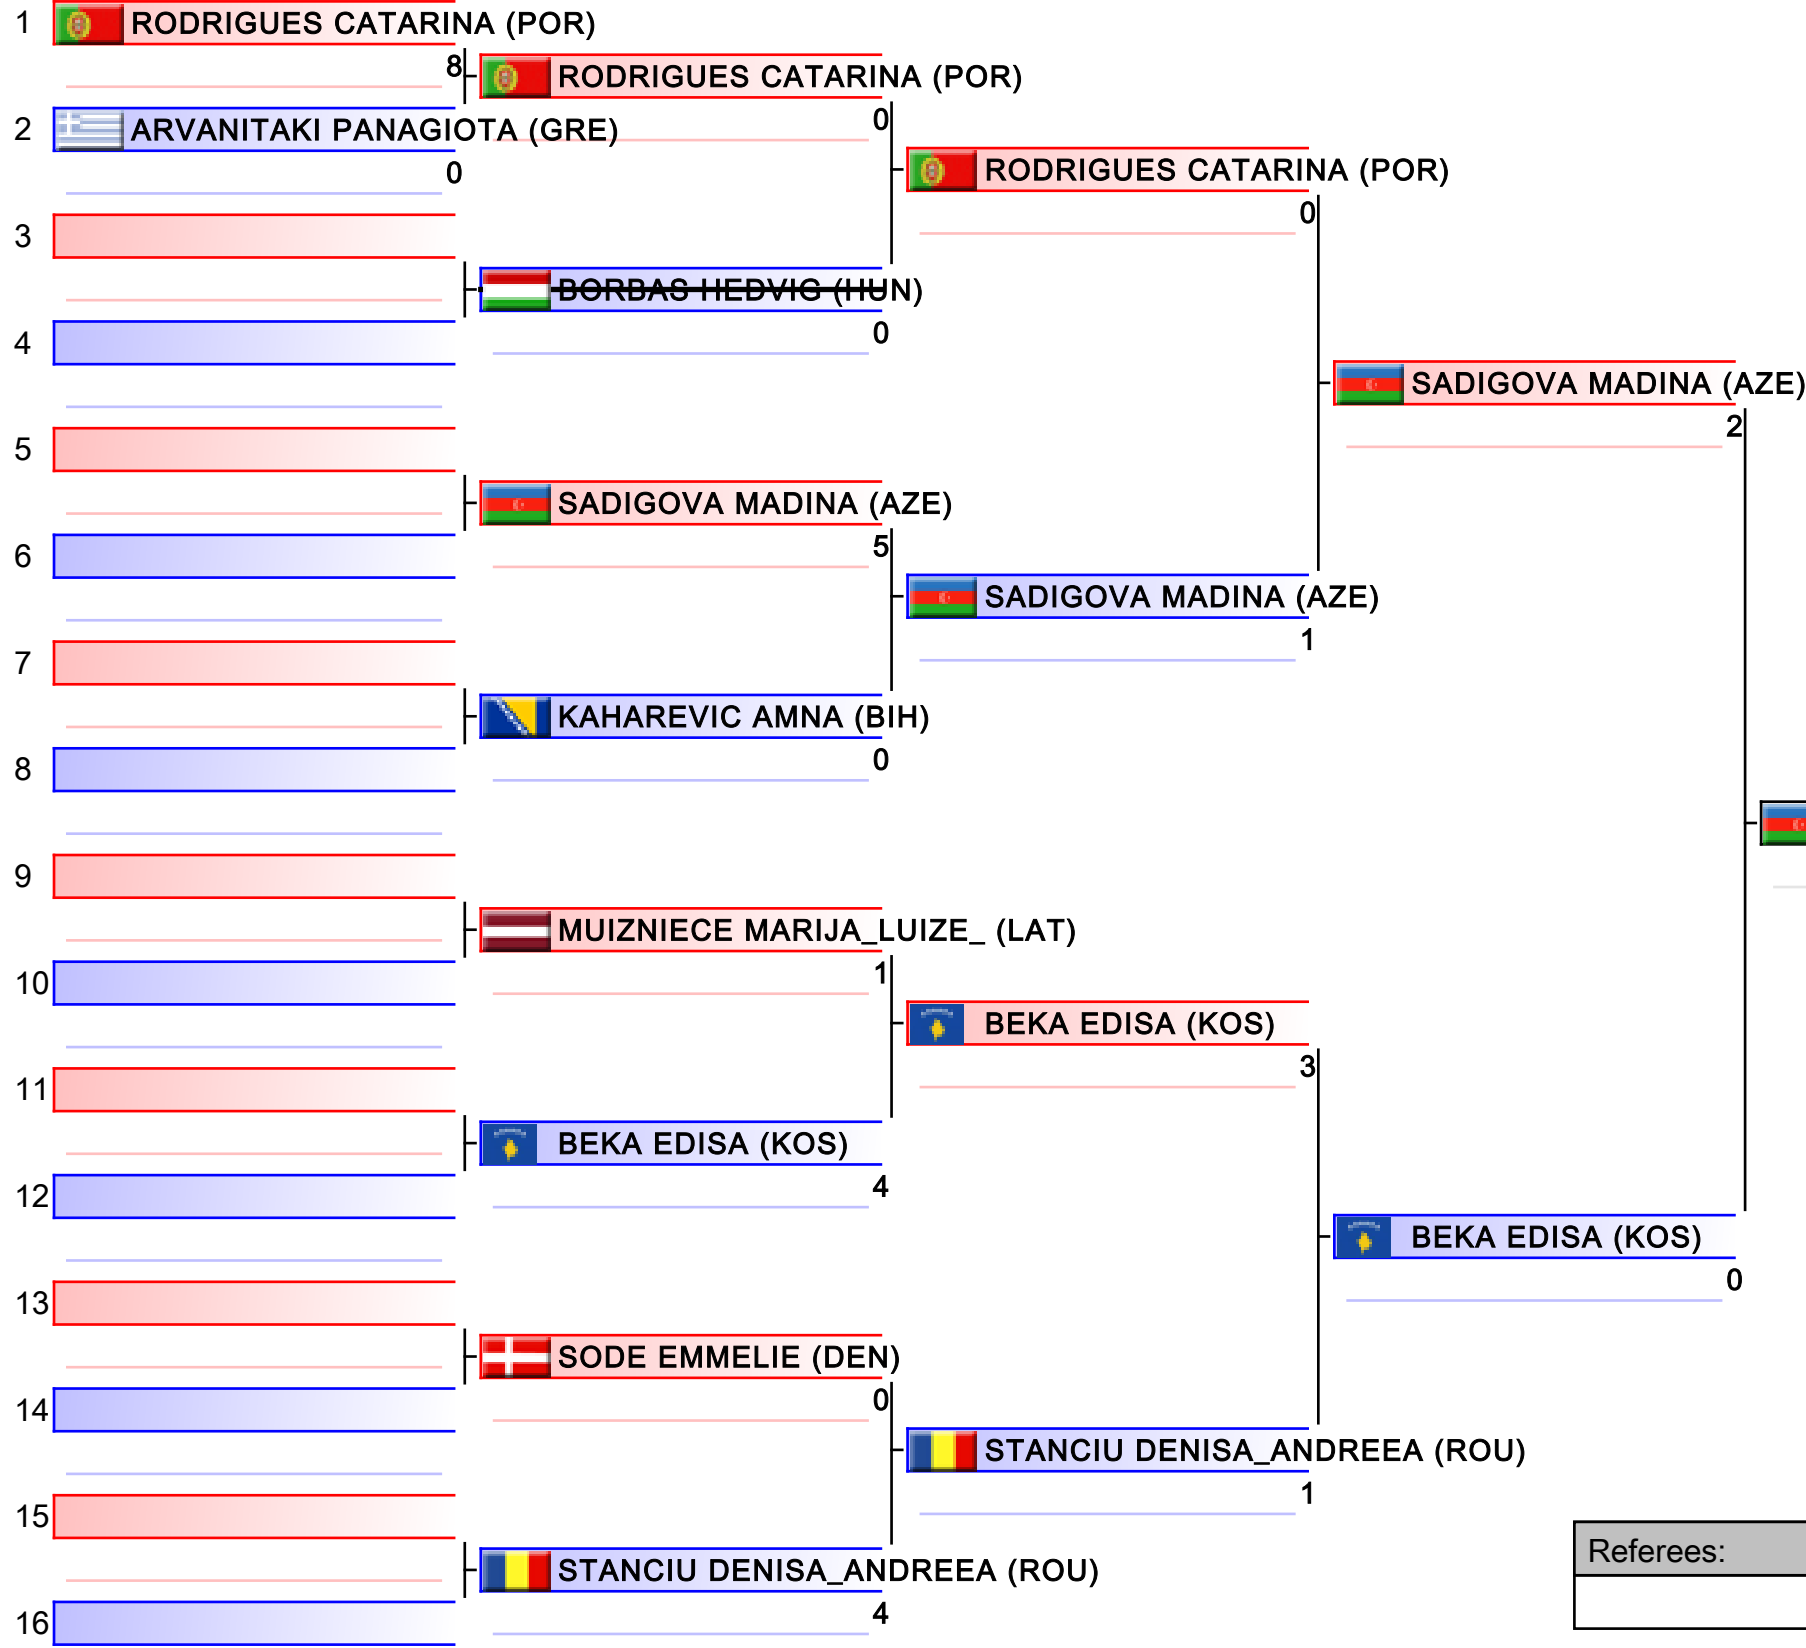 1 RODRIGUES CATARINA (POR)
8
RODRIGUES CATARINA (POR)
0
2 ARVANITAKI PANAGIOTA (GRE)
0
RODRIGUES CATARINA (POR)
0
3
BORBAS HEDVIG (HUN)
0
4
SADIGOVA MADINA (AZE)
2
5
SADIGOVA MADINA (AZE)
5
6
SADIGOVA MADINA (AZE)
1
7
KAHAREVIC AMNA (BIH)
0
8
9
MUIZNIECE MARIJA_LUIZE_ (LAT)
1
10
BEKA EDISA (KOS)
3
11
BEKA EDISA (KOS)
4
12
BEKA EDISA (KOS)
0
13
SODE EMMELIE (DEN)
0
14
STANCIU DENISA_ANDREEA (ROU)
1
15
STANCIU DENISA_ANDREEA (ROU)
4
16
Referees: